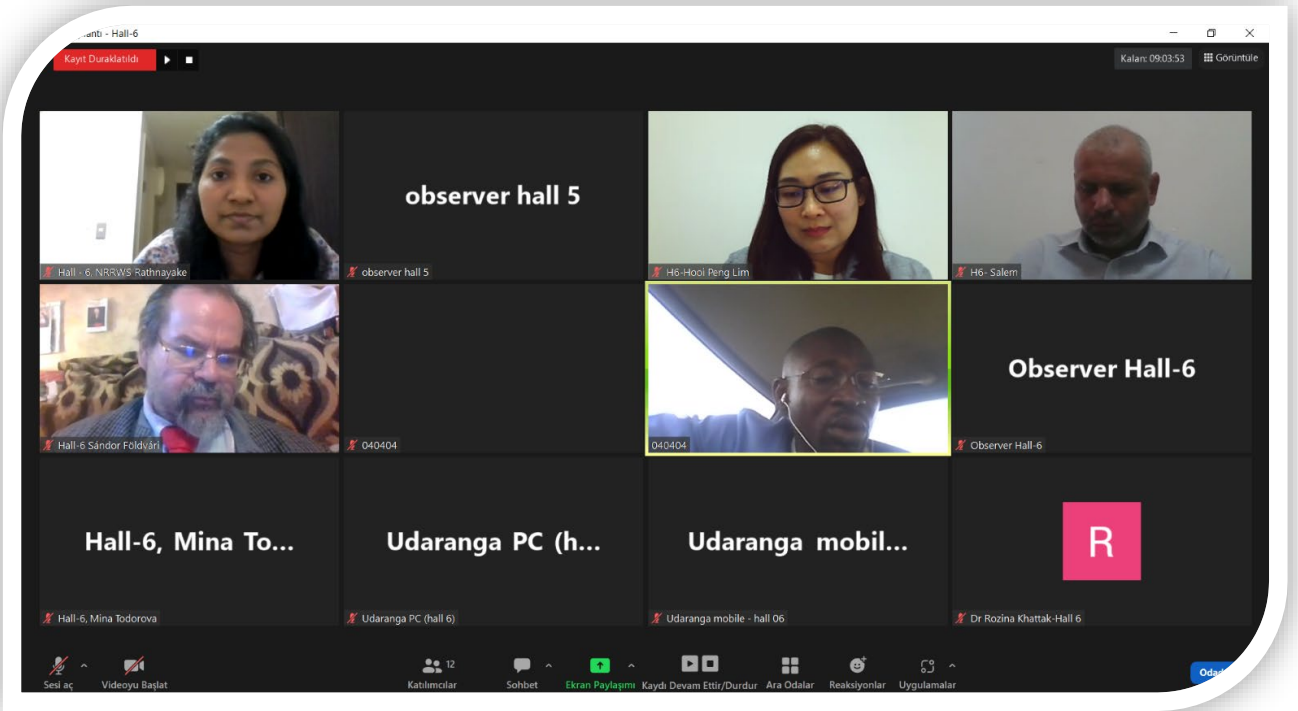 anti - Hall-6
Kayıt Duraklatıldı
Kalan: 09:03:53 Görüntüle
Hall - 6, NRRWS Rathnayake
observer hall 5
observer hall 5
H6-Hooi Peng Lim
H6- Salem
Hall-6 Sándor Földvári
040404
040404
Observer Hall-6
Observer Hall-6
Hall-6, Mina To...
Hall-6, Mina Todorova
Udaranga PC (h...
Udaranga PC (hall 6)
Udaranga mobil...
Udaranga mobile - hall 06
R
Dr Rozina Khattak-Hall 6
Sesi aç
Videoyu Başlat
12
Katılımcılar
Sohbet
Ekran Paylaşımı
Kaydı Devam Ettir/Durdur
Ara Odalar
Reaksiyonlar
Uygulamalar